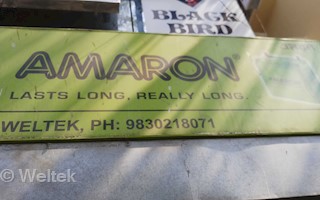 BLACK
BIRD
AMARON
LASTS LONG, REALLY LONG.
WELTEK, PH: 9830218071
© Weltek